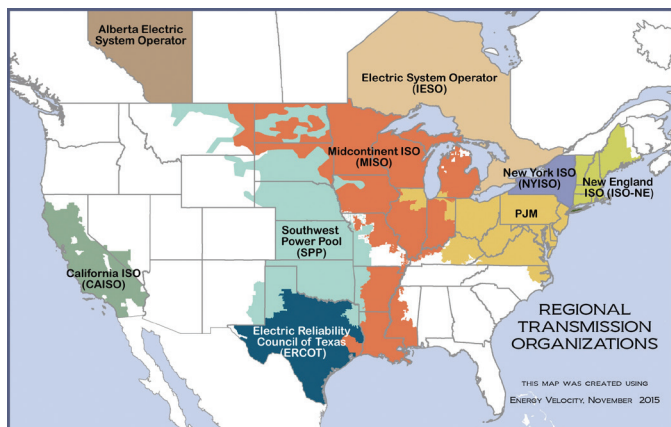 Alberta Electric
System Operator
Electric System Operator
(IESO)
Midcontinent ISO
(MISO)
New York ISO
(NYISO)
New England
ISO (ISO-NE)
PJM
Southwest
Power Pool
(SPP)
California ISO
(CAISO)
Electric Reliability
Council of Texas
(ERCOT)
REGIONAL
TRANSMISSION
ORGANIZATIONS
THIS MAP WAS CREATED USING
ENERGY VELOCITY, NOVEMBER 2015